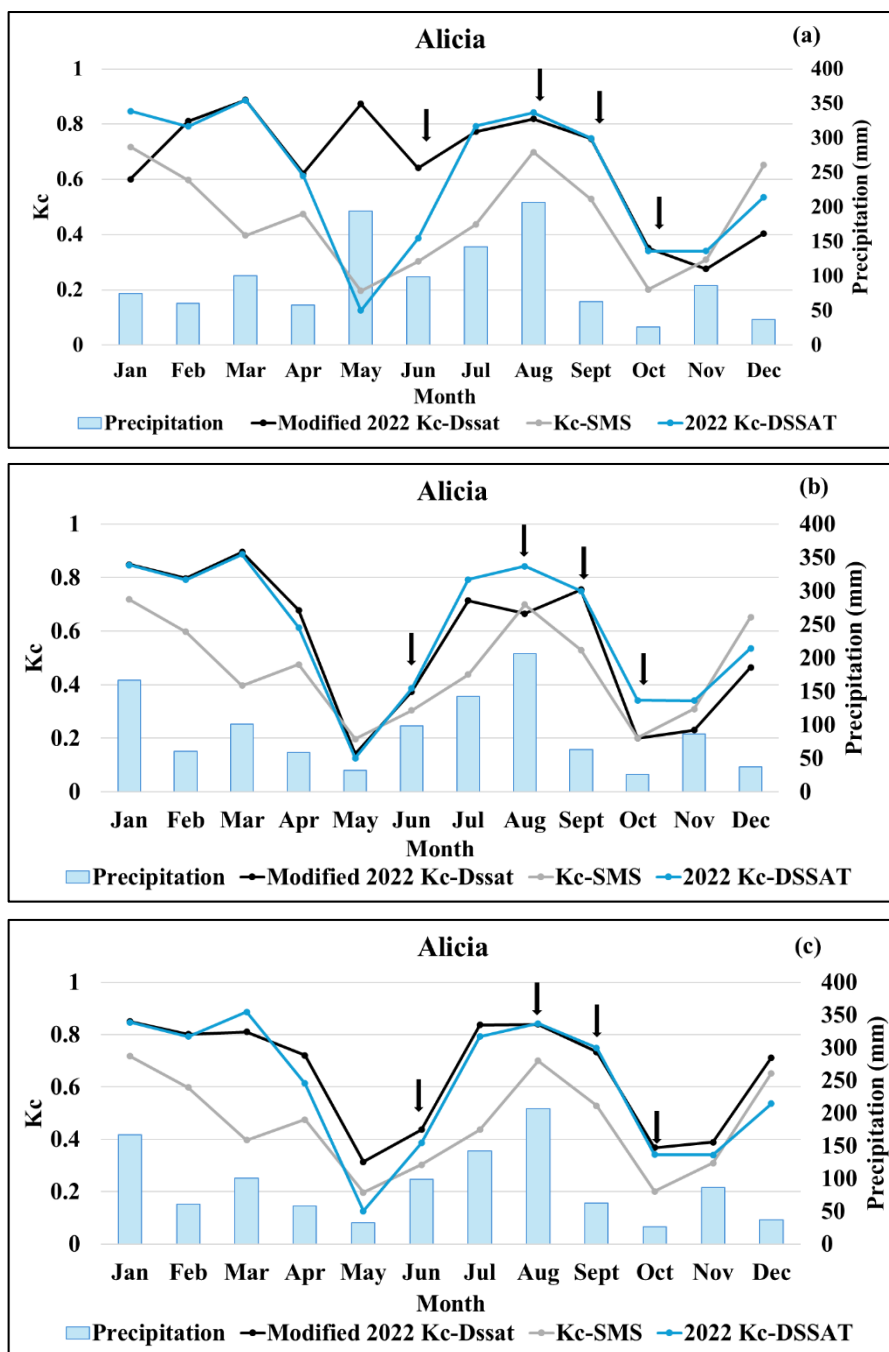 Alicia
(a)
1
0.8
0.6
0.4
0.2
0
Kc
400
350
300
250
200
150
100
50
0
Precipitation (mm)
Jan Feb Mar Apr May Jun Jul Aug Sept Oct Nov Dec
Month
Precipitation Modified 2022 Kc-Dssat Kc-SMS 2022 Kc-DSSAT
Alicia
(b)
1
0.8
0.6
0.4
0.2
0
Kc
400
350
300
250
200
150
100
50
0
Precipitation (mm)
Jan Feb Mar Apr May Jun Jul Aug Sept Oct Nov Dec
Month
Precipitation Modified 2022 Kc-Dssat Kc-SMS 2022 Kc-DSSAT
Alicia
(c)
1
0.8
0.6
0.4
0.2
0
Kc
400
350
300
250
200
150
100
50
0
Precipitation (mm)
Jan Feb Mar Apr May Jun Jul Aug Sept Oct Nov Dec
Month
Precipitation Modified 2022 Kc-Dssat Kc-SMS 2022 Kc-DSSAT